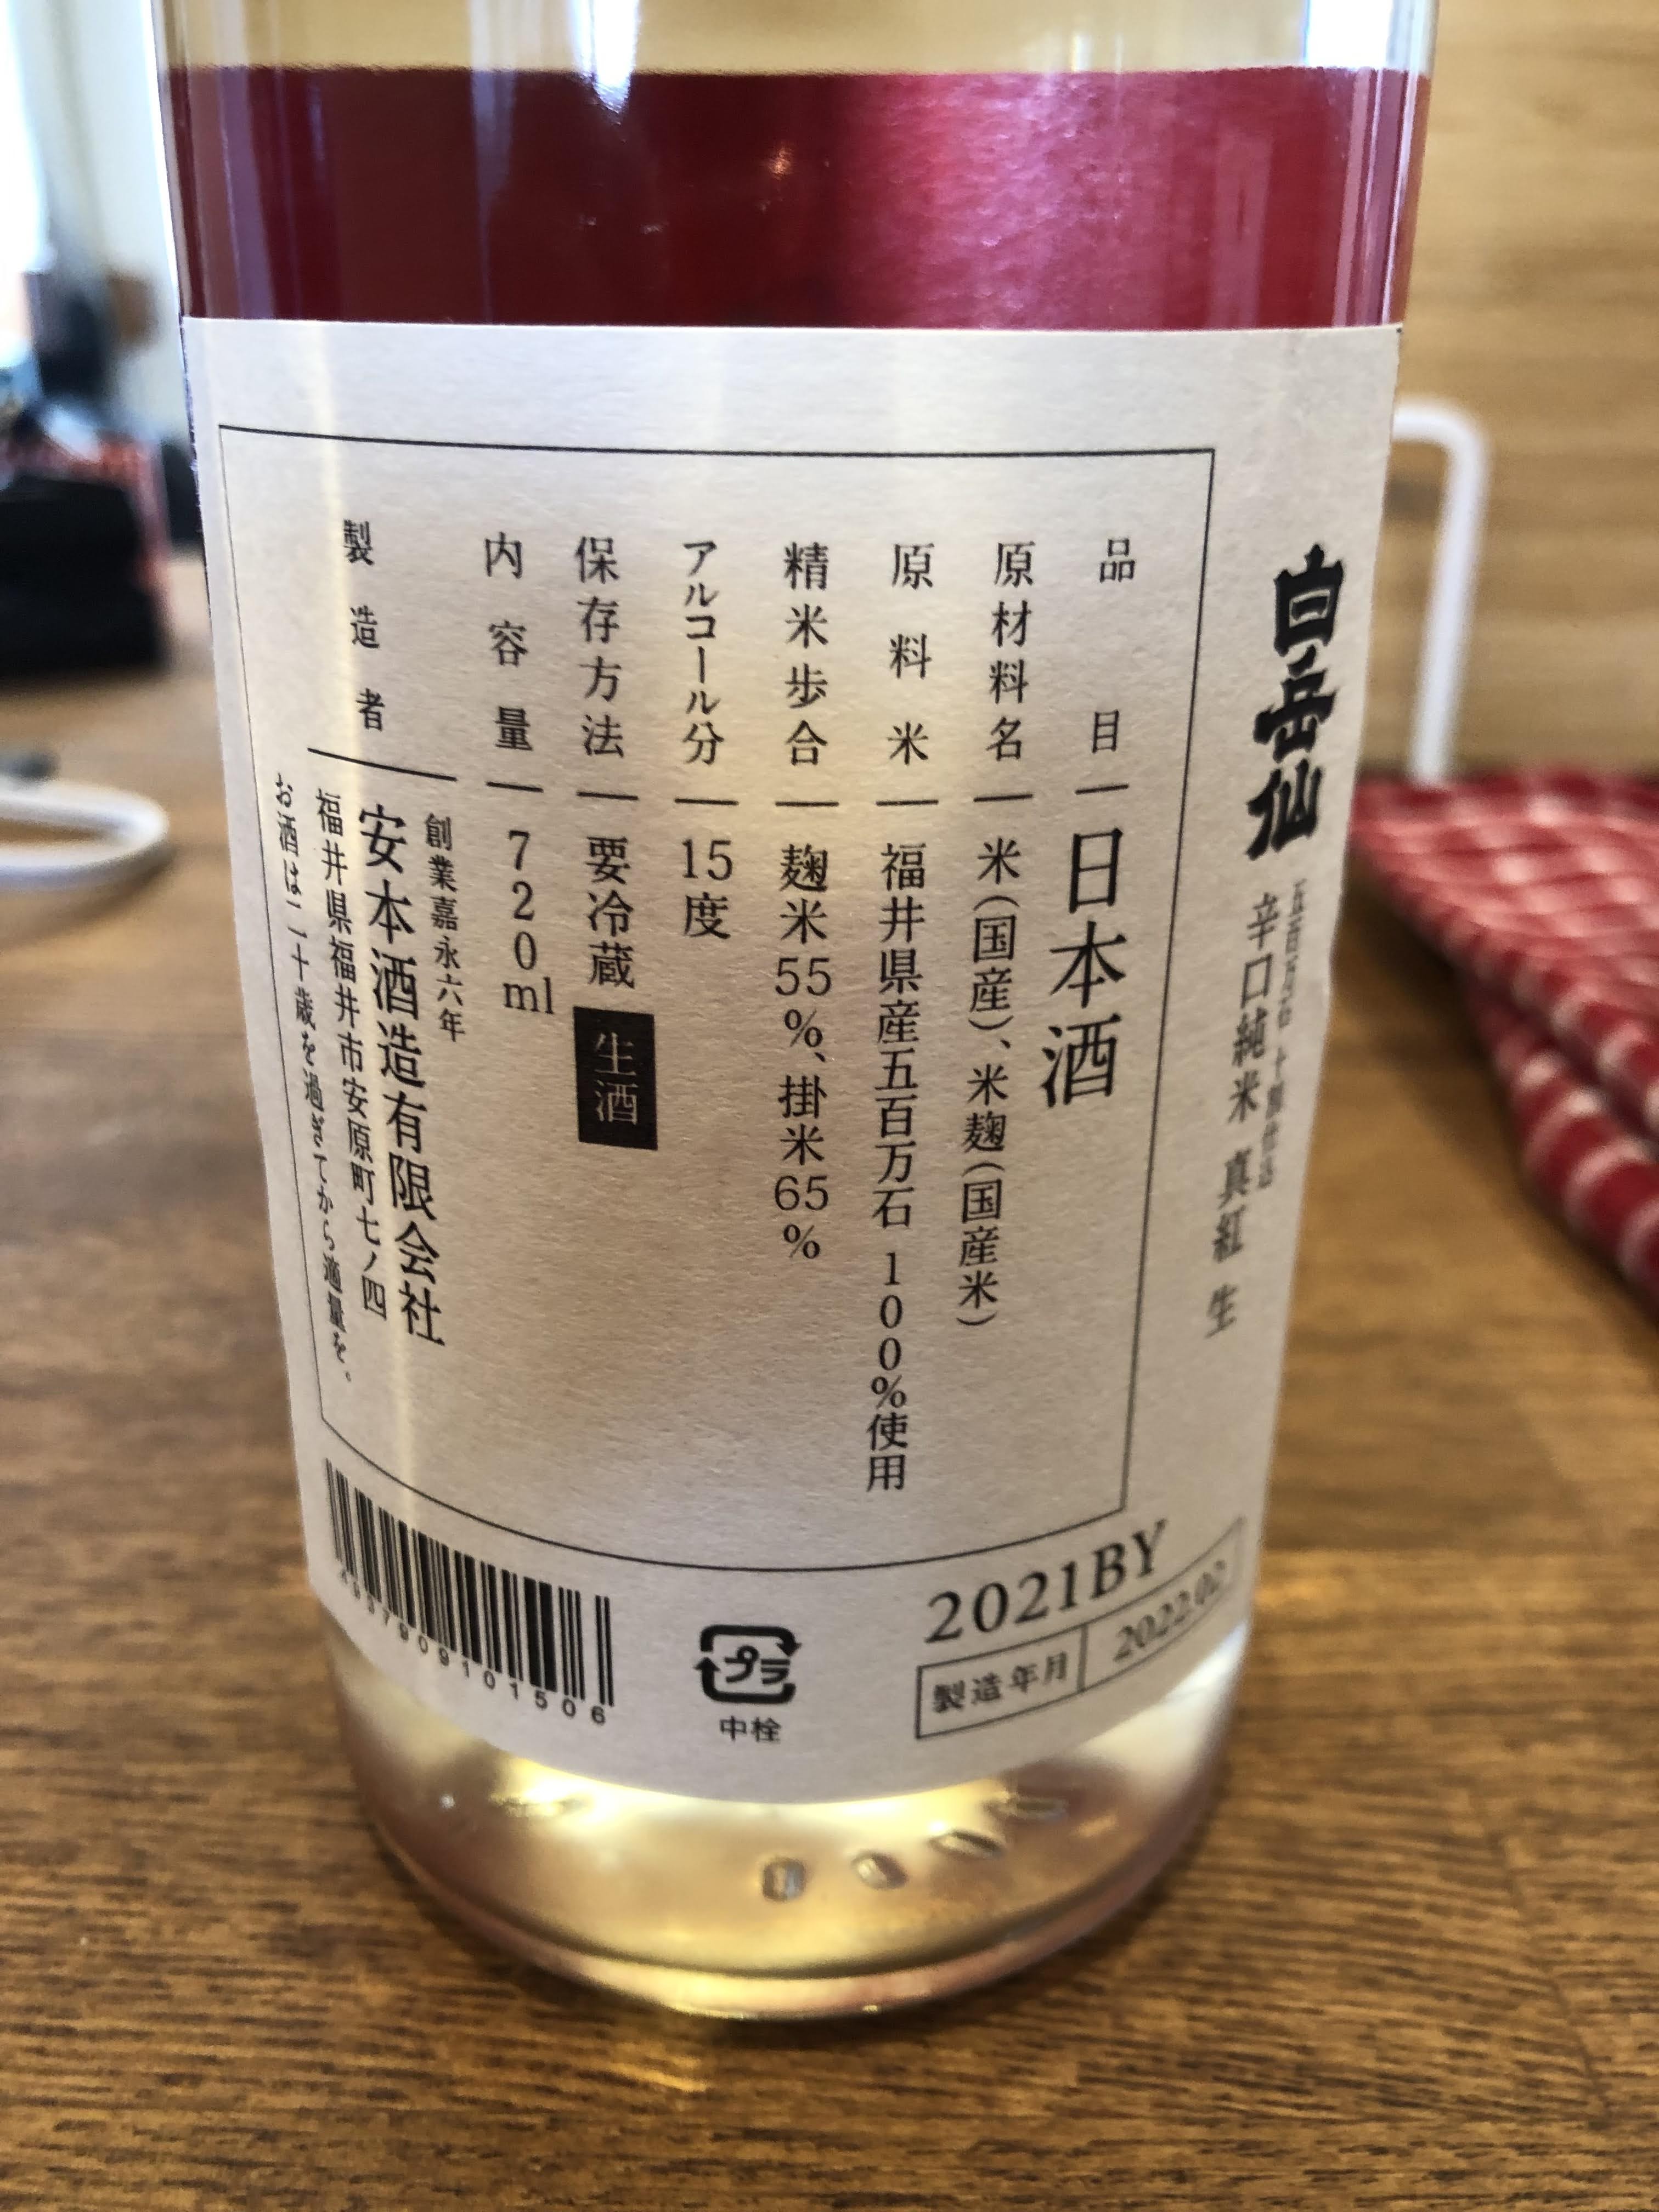 白岳仙
辛口純米 真紅 生
品目 日本酒
原材料名 米(国産)、米麹(国産米)
原料米 福井県産五百万石 100%使用
精米歩合 麹米55%、掛米65%
アルコール分 15度
保存方法 要冷蔵 生酒
内容量 720ml
製造者
創業嘉永六年
安本酒造有限会社
福井県福井市安原町七ノ四
お酒は二十歳を過ぎてから適量を。
2021BY
製造年月 2022.02
プラ
中栓
4937909101506